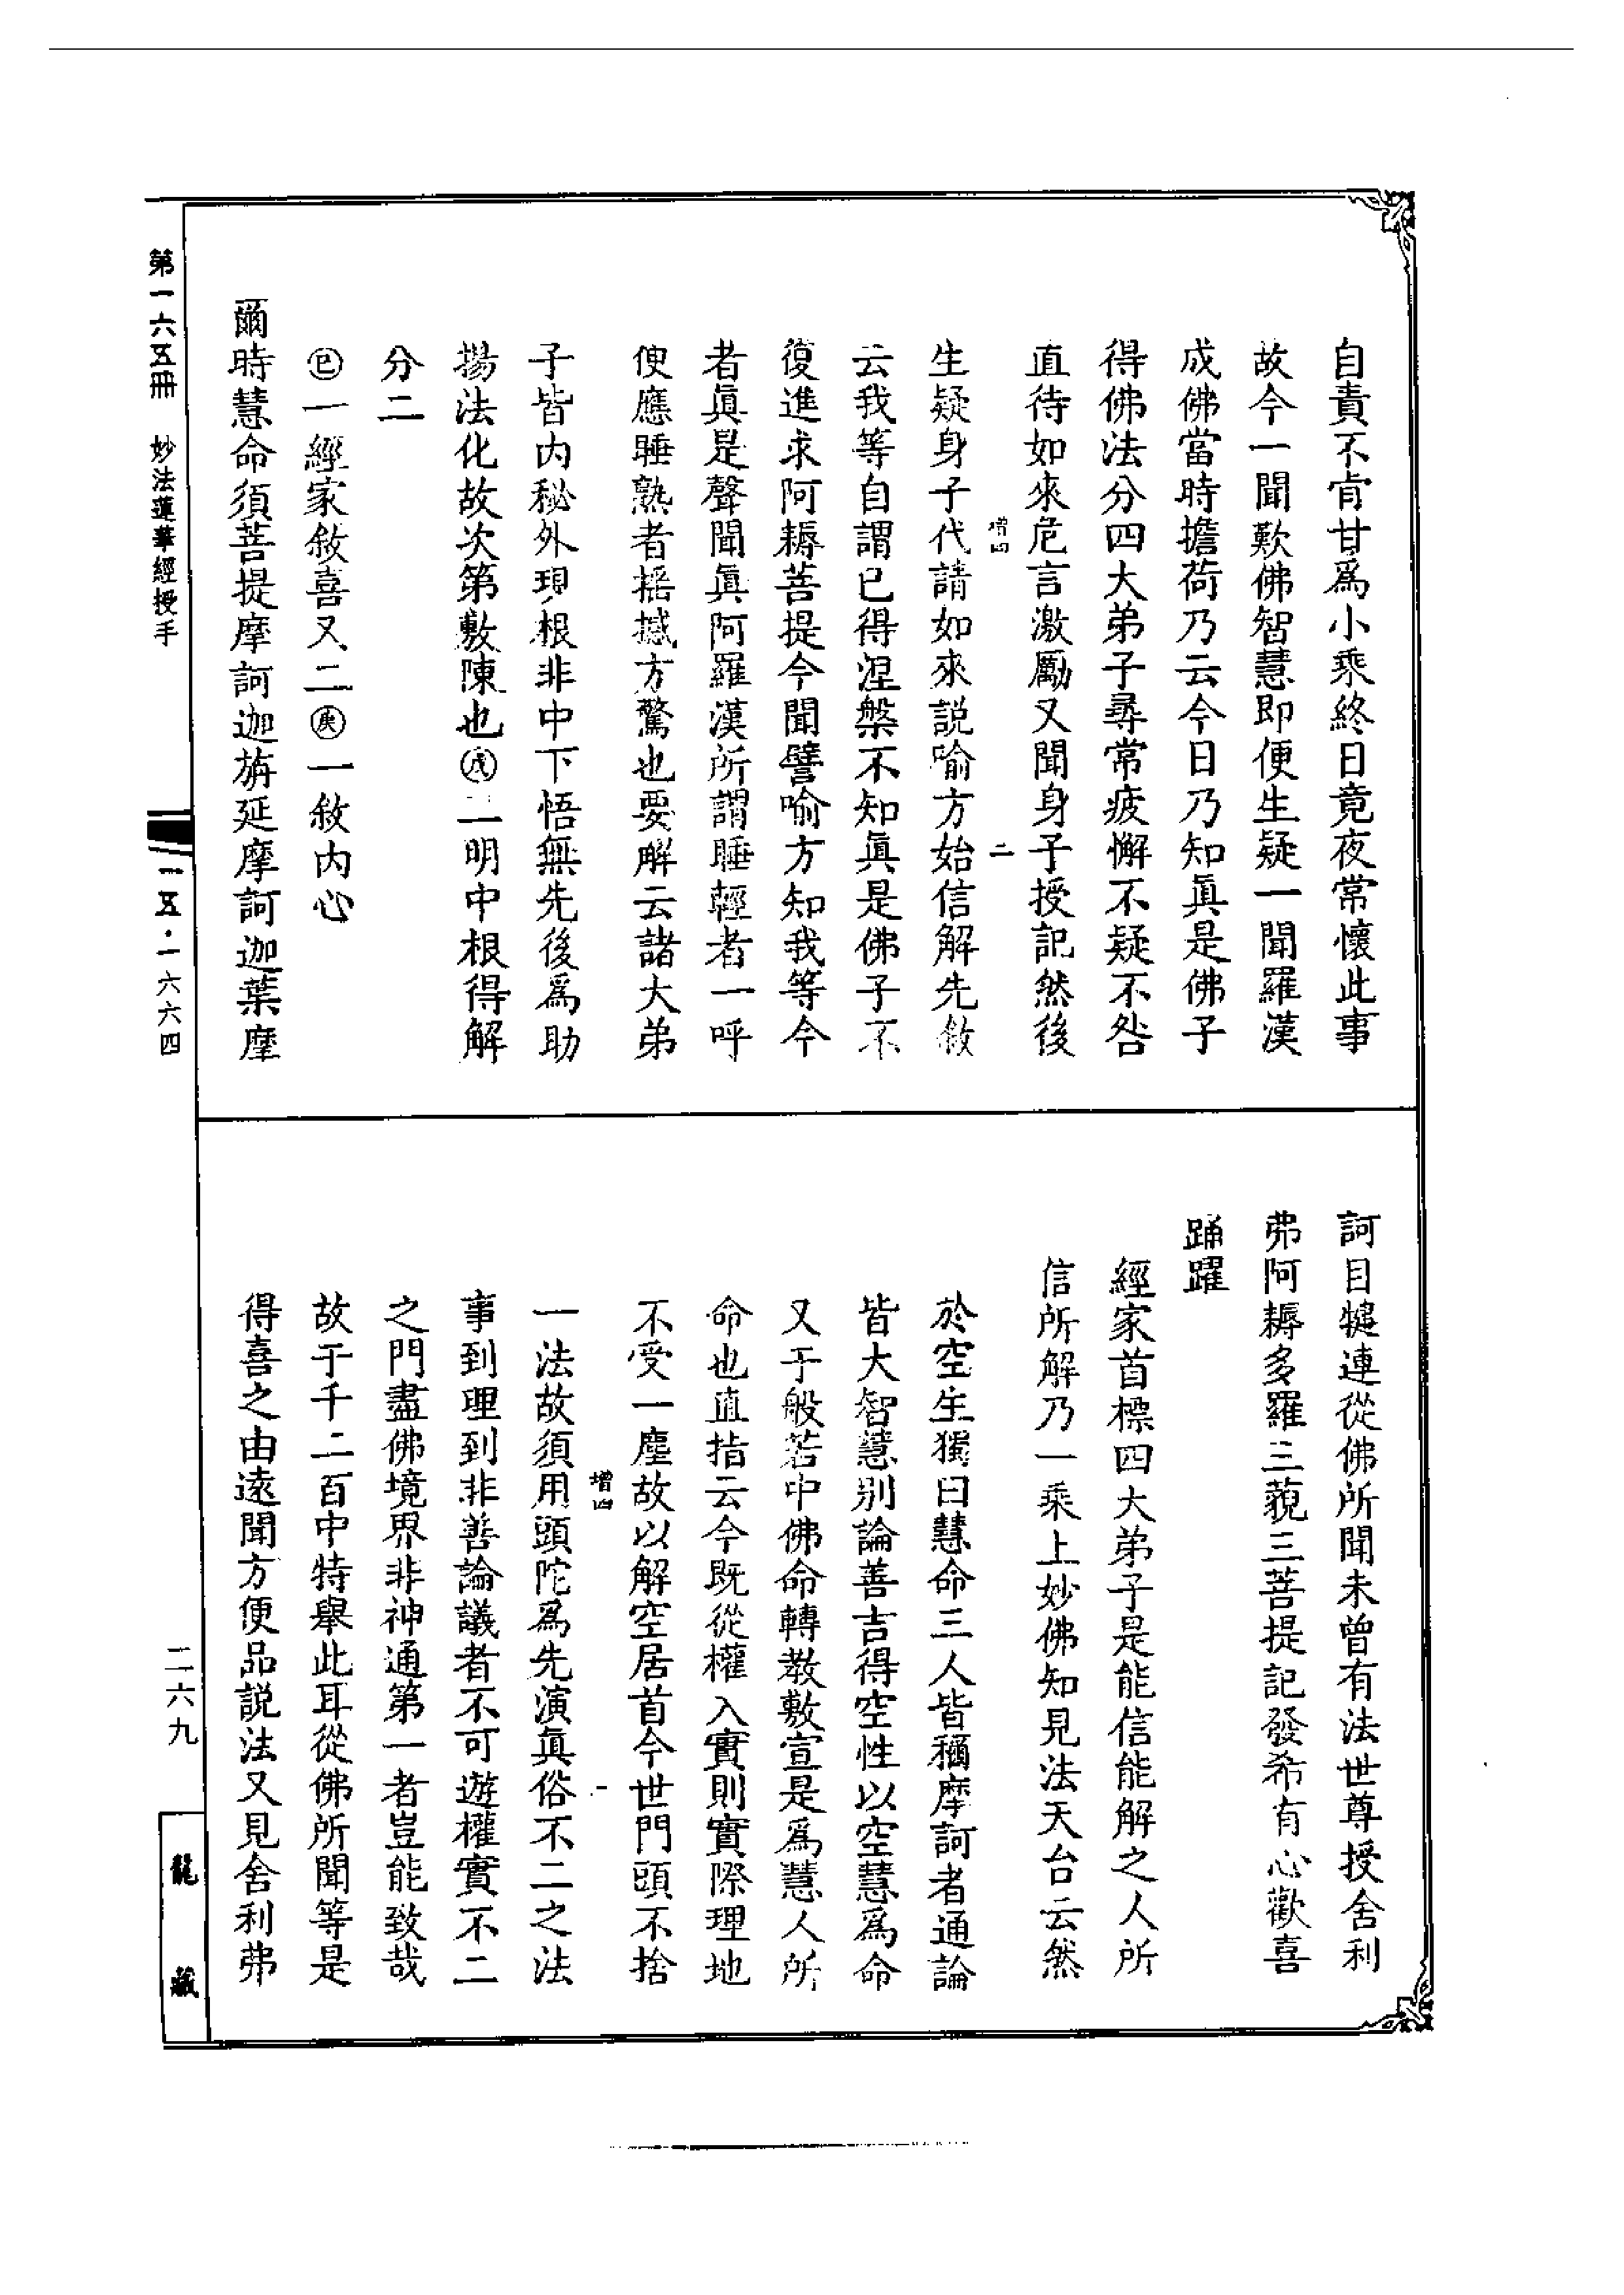 自責不肯甘爲小乘終日竟夜常懷此事
故今一聞歎佛智慧即便生疑一聞羅漢
成佛當時擔荷乃云今日乃知眞是佛子
得佛法分四大弟子尋常疲懈不疑不咎
直待如來危言激勵又聞身子授記然後
增四 二
生疑身子代請如來説喻方始信解先敘
云我等自謂已得涅槃不知眞是佛子不
復進求阿耨菩提今聞譬喻方知我等今
者眞是聲聞眞阿羅漢所謂睡輕者一呼
便應睡熟者搖撼方驚也要解云諸大弟
子皆内秘外現根非中下悟無先後爲助
揚法化故次第敷陳也㊛戌二明中根得解
分二
己一經家敘喜又二庚一敘内心
爾時慧命須菩提摩訶迦旃延摩訶迦葉摩
訶目犍連從佛所聞未曾有法世尊授舍利
弗阿耨多羅三藐三菩提記發希有心歡喜
踊躍
經家首標四大弟子是能信能解之人所
信所解乃一乘上妙佛知見法天台云然
於空生獨曰慧命三人皆稱摩訶者通論
皆大智慧别論善吉得空性以空慧爲命
又于般若中佛命轉教敷宣是爲慧人所
命也直指云今既從權入實則實際理地
不受一塵故以解空居首今世門頭不捨
增四 一
一法故須用頭陀爲先演眞俗不二之法
事到理到非善論議者不可遊權實不二
之門盡佛境界非神通第一者豈能致哉
故于千二百中特舉此耳從佛所聞等是
得喜之由遠聞方便品説法又見舍利弗
第一六五冊 妙法蓮華經授手
一五·一六六四
二六九
龍藏